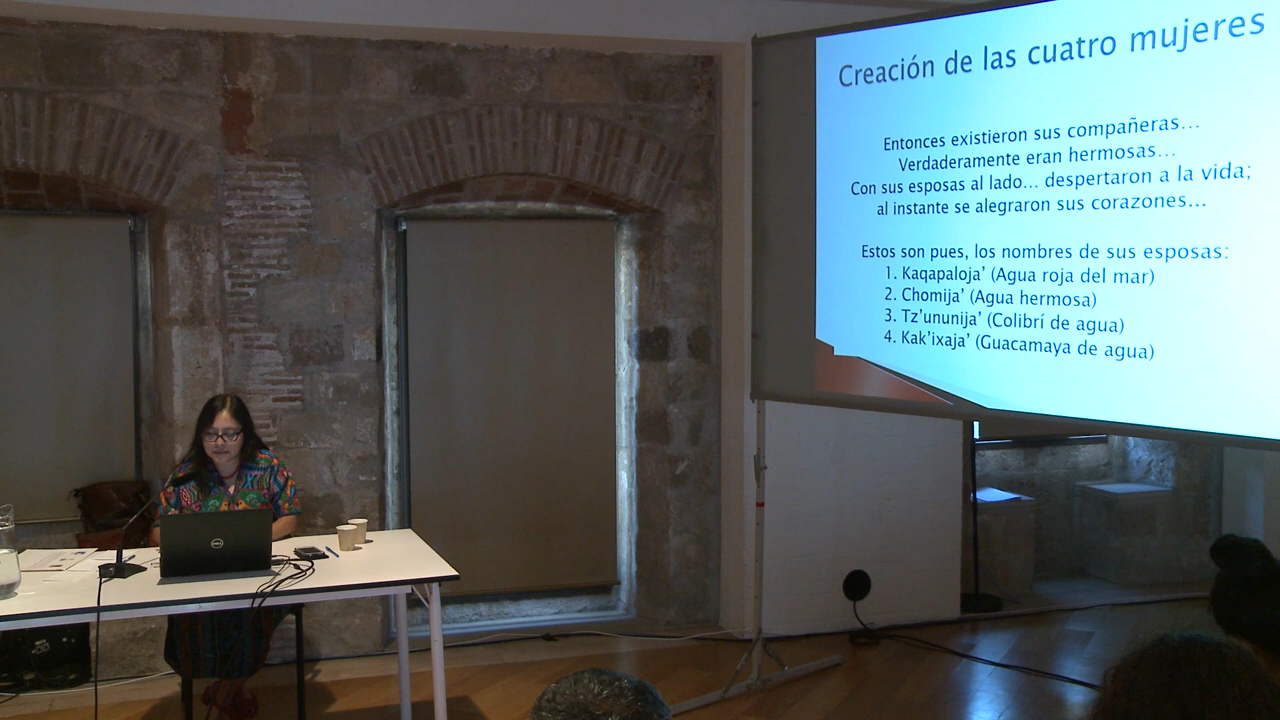 Creación de las cuatro mujeres
Entonces existieron sus compañeras...
Verdaderamente eran hermosas...
Con sus esposas al lado... despertaron a la vida;
al instante se alegraron sus corazones...
Estos son pues, los nombres de sus esposas:
1. Kaqapaloja’ (Agua roja del mar)
2. Chomija’ (Agua hermosa)
3. Tz’ununija’ (Colibrí de agua)
4. Kak’ixaja’ (Guacamaya de agua)
DELL